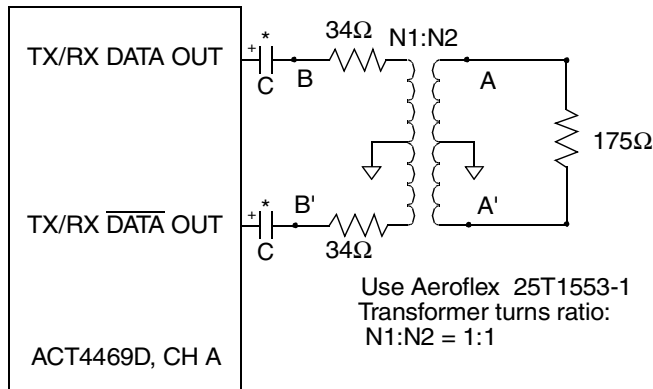 34Ω
N1:N2
TX/RX DATA OUT
+
*
C
B
A
175Ω
TX/RX D̅A̅T̅A̅ OUT
+
*
C
B'
A'
34Ω
Use Aeroflex 25T1553-1
Transformer turns ratio:
N1:N2 = 1:1
ACT4469D, CH A